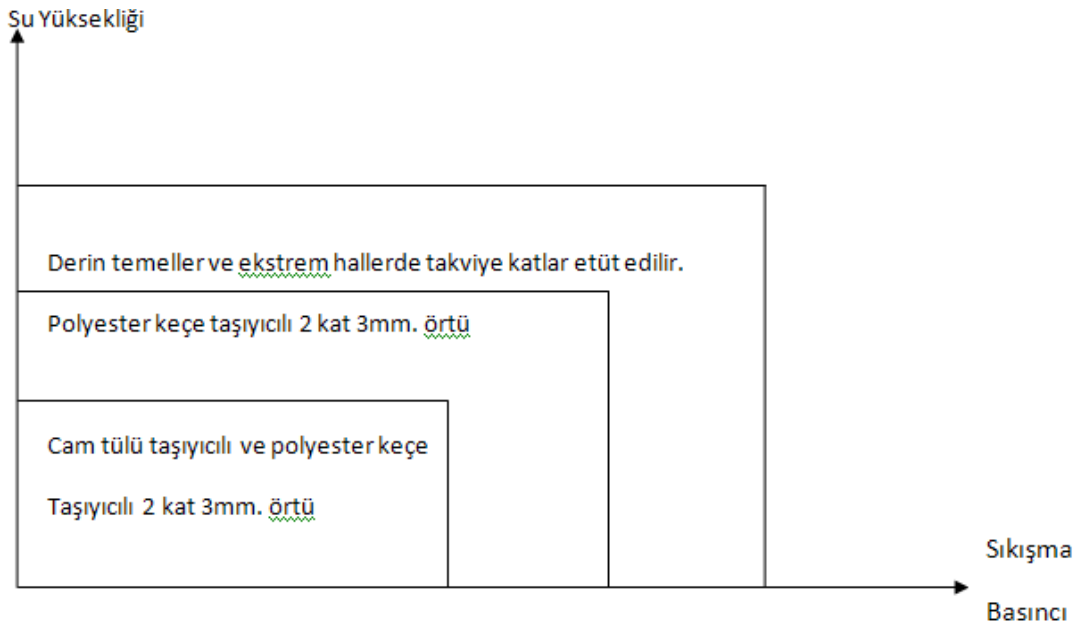 Su Yüksekliği
Derin temeller ve ekstrem hallerde takviye katlar etüt edilir.
Polyester keçe taşıyıcılı 2 kat 3mm. örtü
Cam tülü taşıyıcılı ve polyester keçe
Taşıyıcılı 2 kat 3mm. örtü
Sıkışma
Basıncı